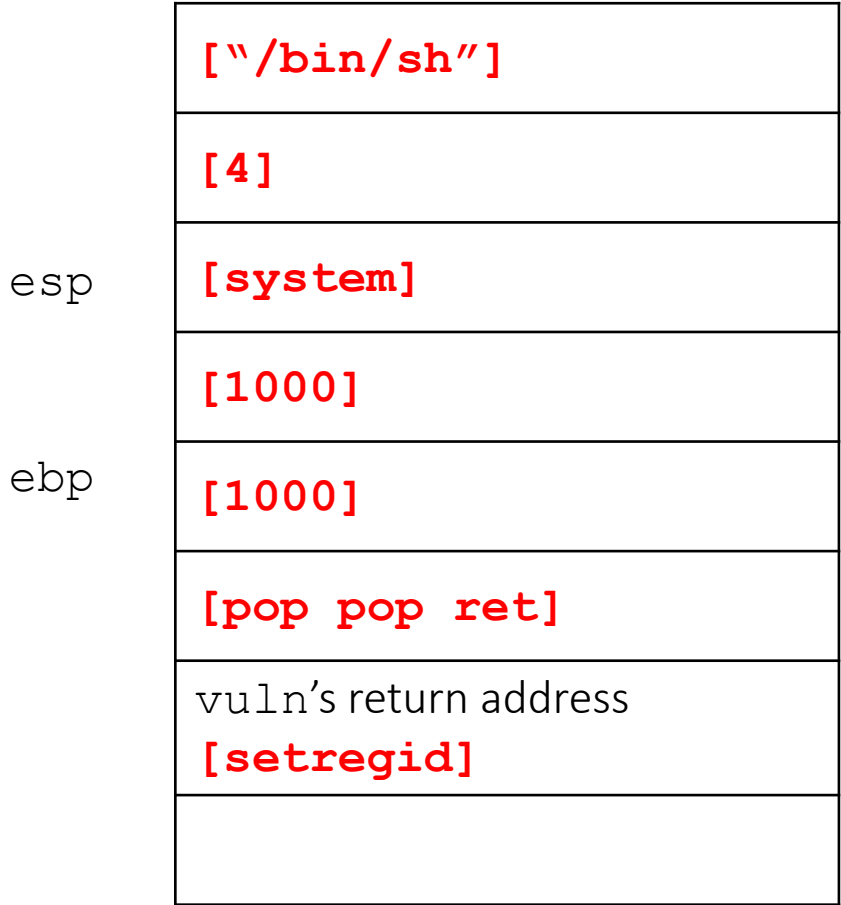 [“/bin/sh”]
[4]
esp [system]
[1000]
ebp [1000]
[pop pop ret]
vuln’s return address
[setregid]